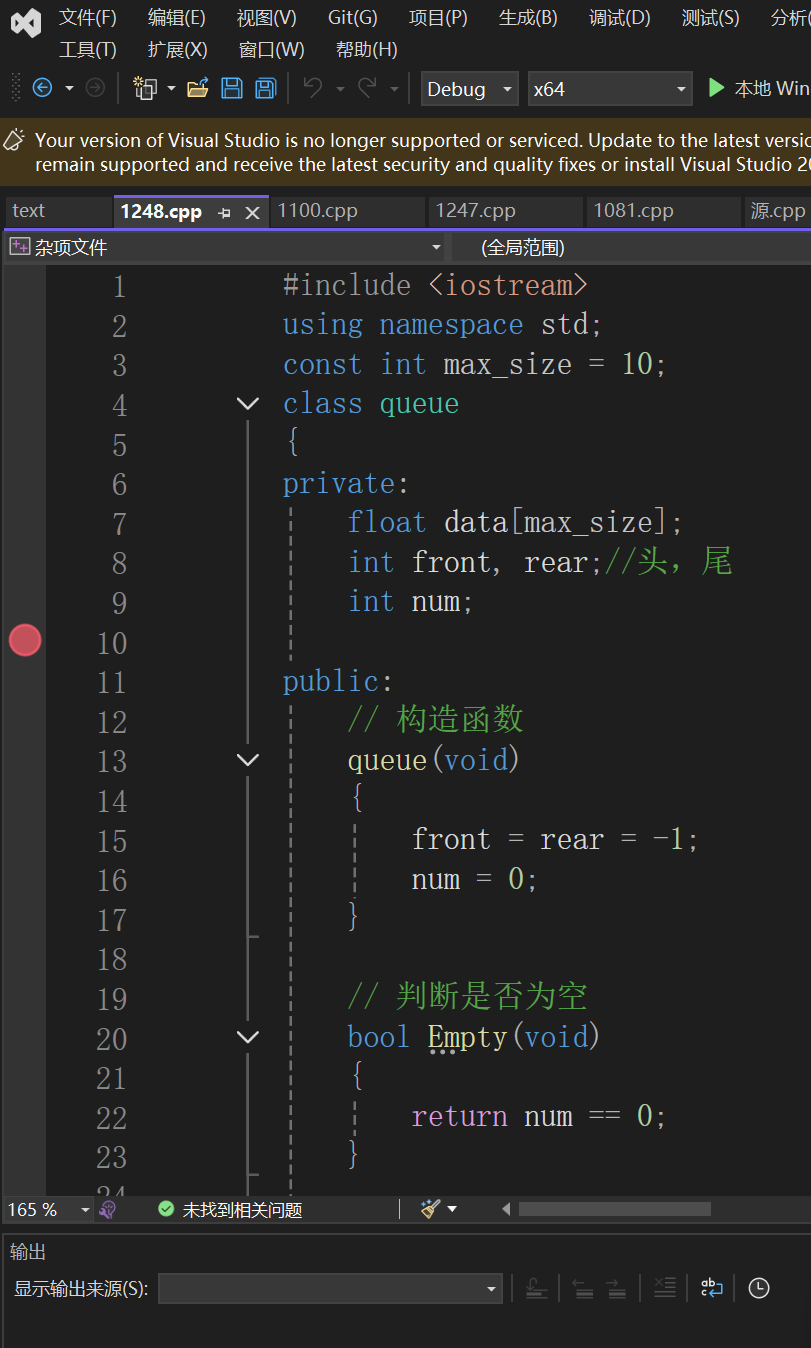 文件(F) 编辑(E) 视图(V) Git(G) 项目(P) 生成(B) 调试(D) 测试(S) 分析(
工具(T) 扩展(X) 窗口(W) 帮助(H)
Debug x64 本地 Win
Your version of Visual Studio is no longer supported or serviced. Update to the latest versio
remain supported and receive the latest security and quality fixes or install Visual Studio 20
text 1248.cpp 1100.cpp 1247.cpp 1081.cpp 源.cpp
杂项文件 (全局范围)
1 #include <iostream>
2 using namespace std;
3 const int max_size = 10;
4 class queue
5 {
6 private:
7 float data[max_size];
8 int front, rear;//头，尾
9 int num;
10
11 public:
12 // 构造函数
13 queue(void)
14 {
15 front = rear = -1;
16 num = 0;
17 }
18
19 // 判断是否为空
20 bool Empty(void)
21 {
22 return num == 0;
23 }
24
165 % 未找到相关问题
输出
显示输出来源(S):